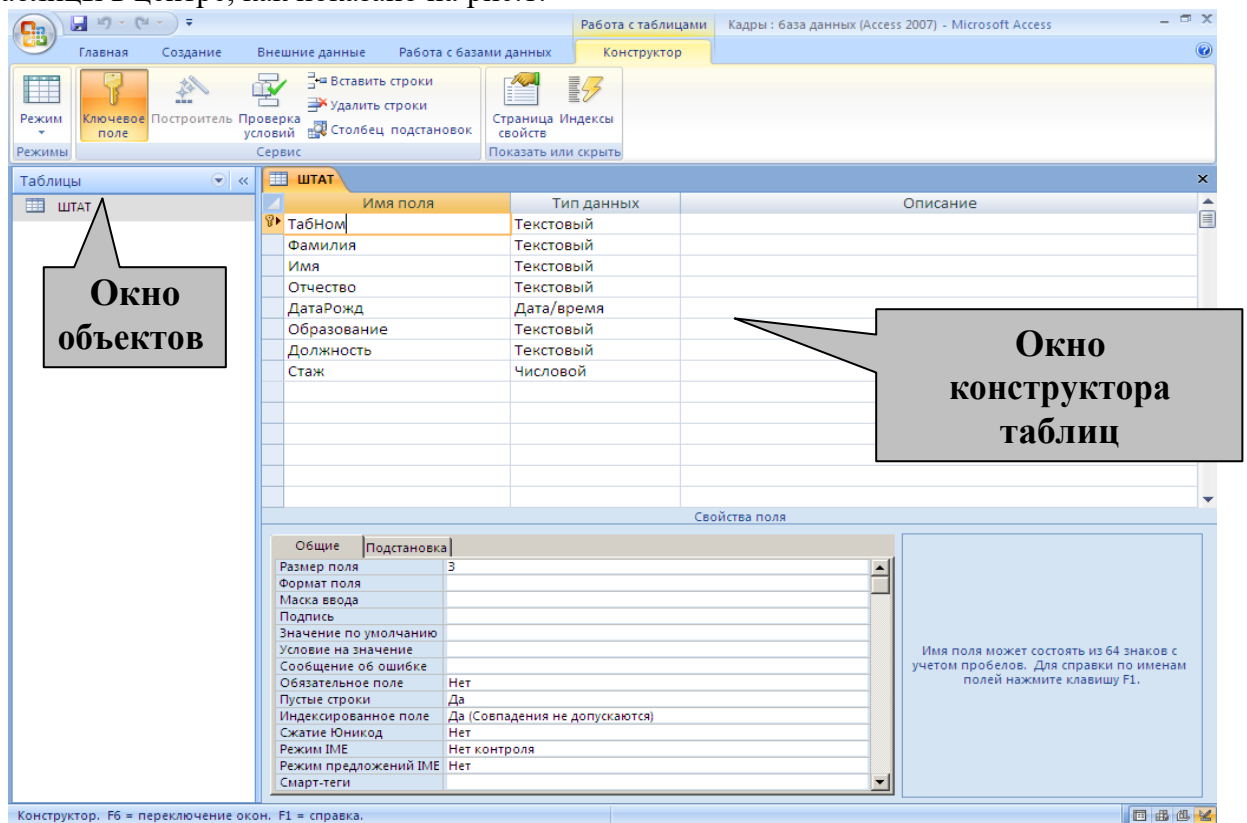 таблицы в центре, как показано на рис.1.
Работа с таблицами
Кадры : база данных (Access 2007) - Microsoft Access
Главная Создание Внешние данные Работа с базами данных Конструктор
Режим
Режимы
Ключевое поле
Построитель
Проверка условий
Вставить строки
Удалить строки
Столбец подстановок
Сервис
Страница свойств
Индексы
Показать или скрыть
Таблицы
«
ШТАТ
Окно
объектов
ШТАТ
Имя поля Тип данных Описание
ТабНом Текстовый
Фамилия Текстовый
Имя Текстовый
Отчество Текстовый
ДатаРожд Дата/время
Образование Текстовый
Должность Текстовый
Стаж Числовой
Окно
конструктора
таблиц
Свойства поля
Общие Подстановка
Размер поля 3
Формат поля
Маска ввода
Подпись
Значение по умолчанию
Условие на значение
Сообщение об ошибке
Обязательное поле Нет
Пустые строки Да
Индексированное поле Да (Совпадения не допускаются)
Сжатие Юникод Нет
Режим IME Нет контроля
Режим предложений IME Нет
Смарт-теги
Имя поля может состоять из 64 знаков с
учетом пробелов. Для справки по именам
полей нажмите клавишу F1.
Конструктор. F6 = переключение окон. F1 = справка.